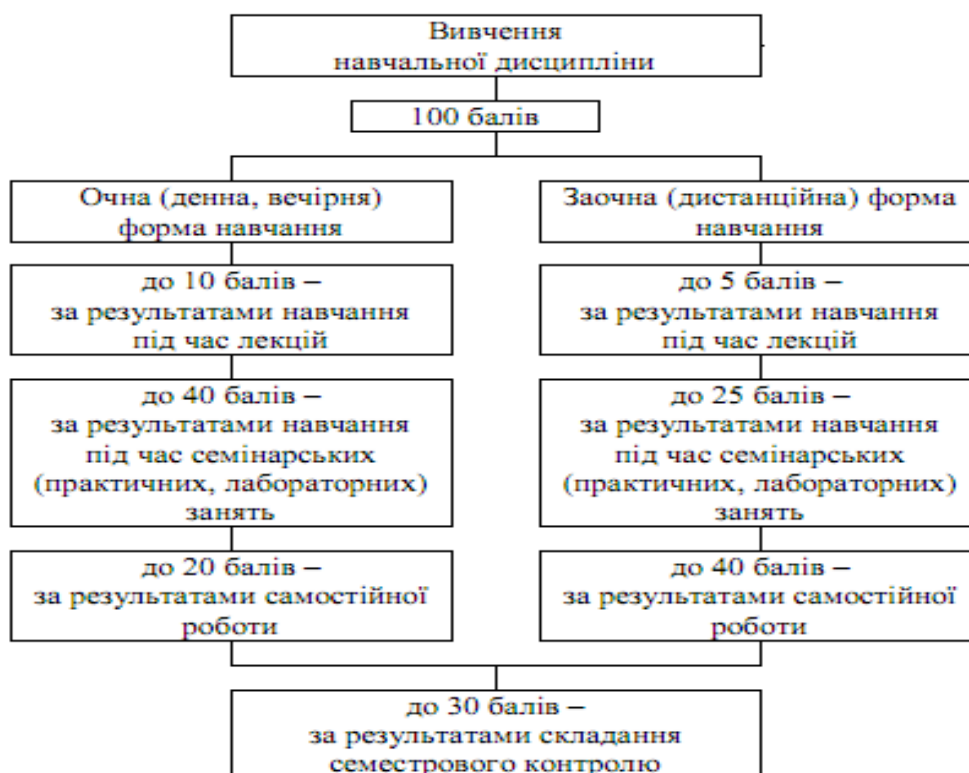 Вивчення
навчальної дисципліни
100 балів
Очна (денна, вечірня)
форма навчання
до 10 балів –
за результатами навчання
під час лекцій
до 40 балів –
за результатами навчання
під час семінарських
(практичних, лабораторних)
занять
до 20 балів –
за результатами самостійної
роботи
Заочна (дистанційна) форма
навчання
до 5 балів –
за результатами навчання
під час лекцій
до 25 балів –
за результатами навчання
під час семінарських
(практичних, лабораторних)
занять
до 40 балів –
за результатами самостійної
роботи
до 30 балів –
за результатами складання
семестрового контролю